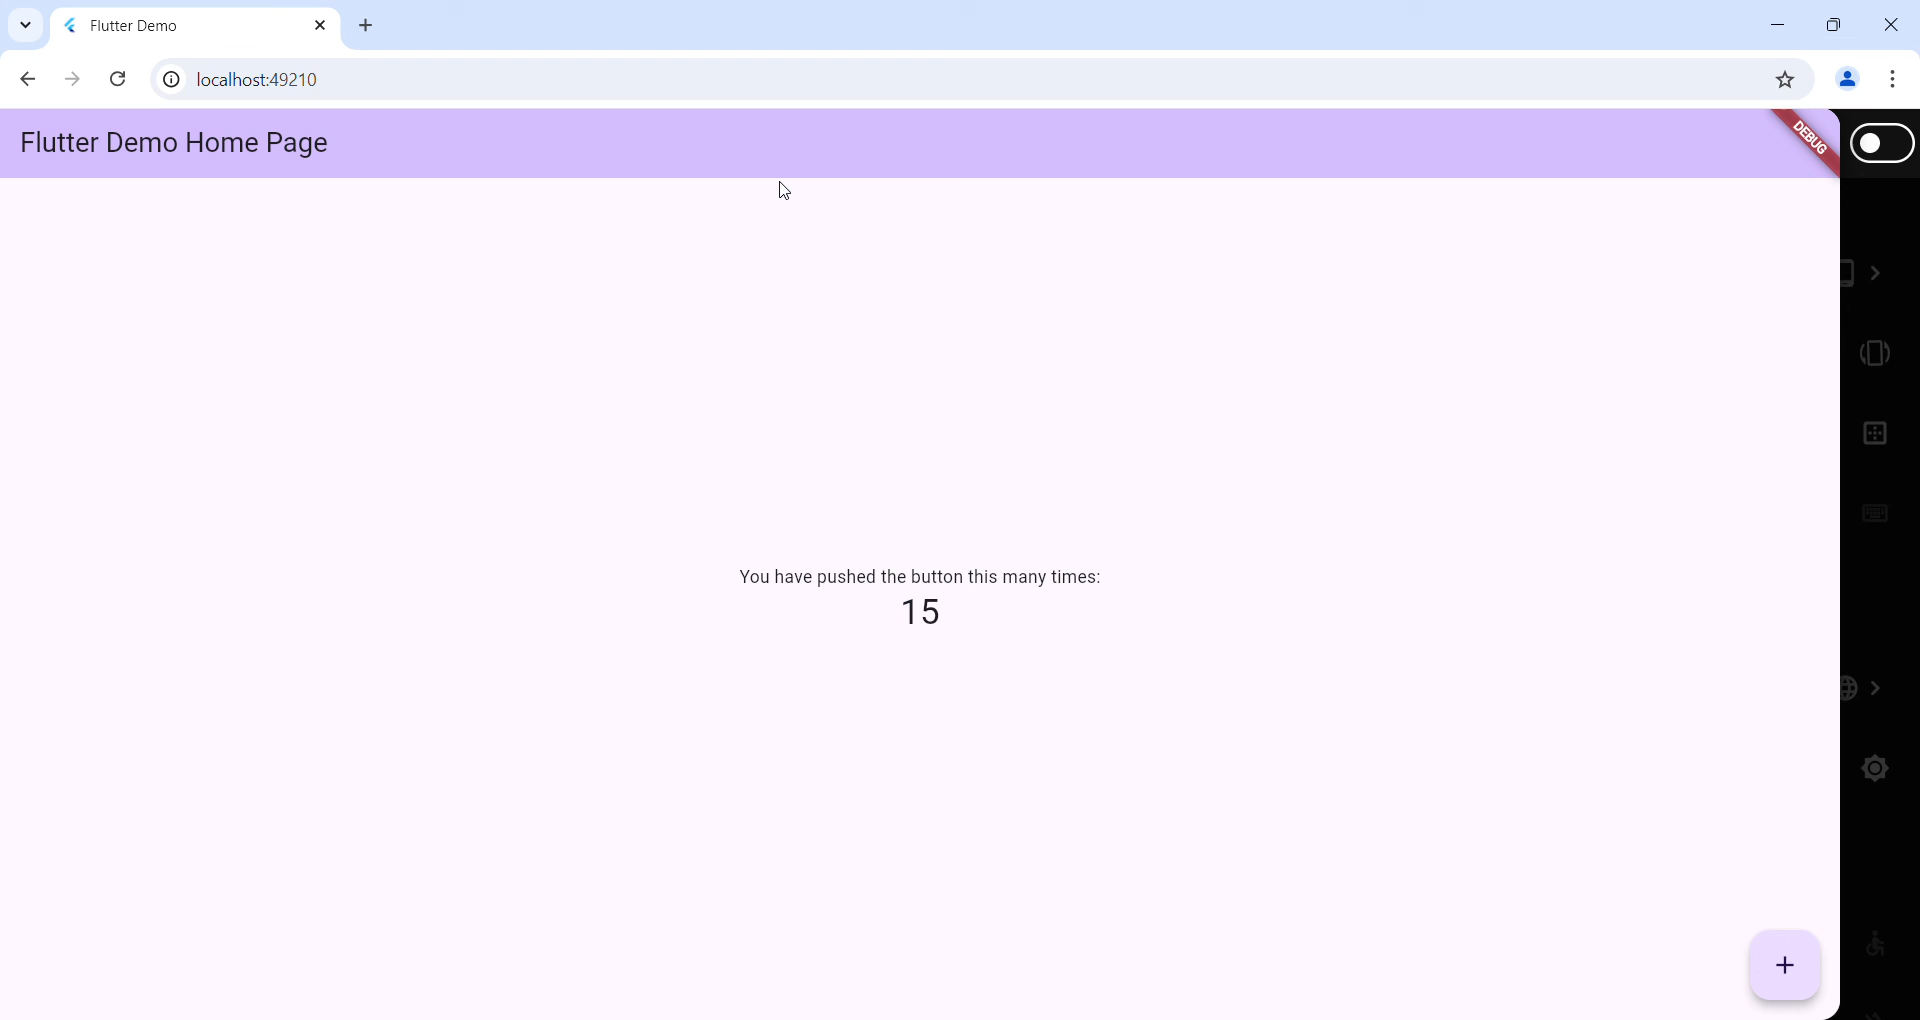 Flutter Demo
localhost:49210
Flutter Demo Home Page
DEBUG
You have pushed the button this many times:
15